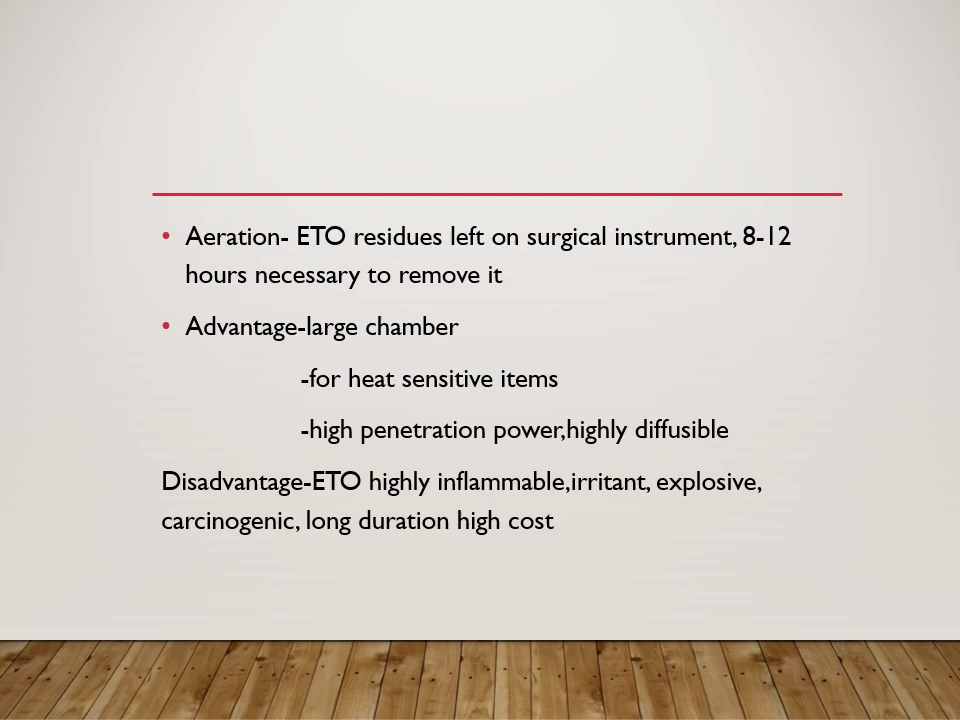 • Aeration- ETO residues left on surgical instrument, 8-12
hours necessary to remove it
• Advantage-large chamber
-for heat sensitive items
-high penetration power,highly diffusible
Disadvantage-ETO highly inflammable,irritant, explosive,
carcinogenic, long duration high cost